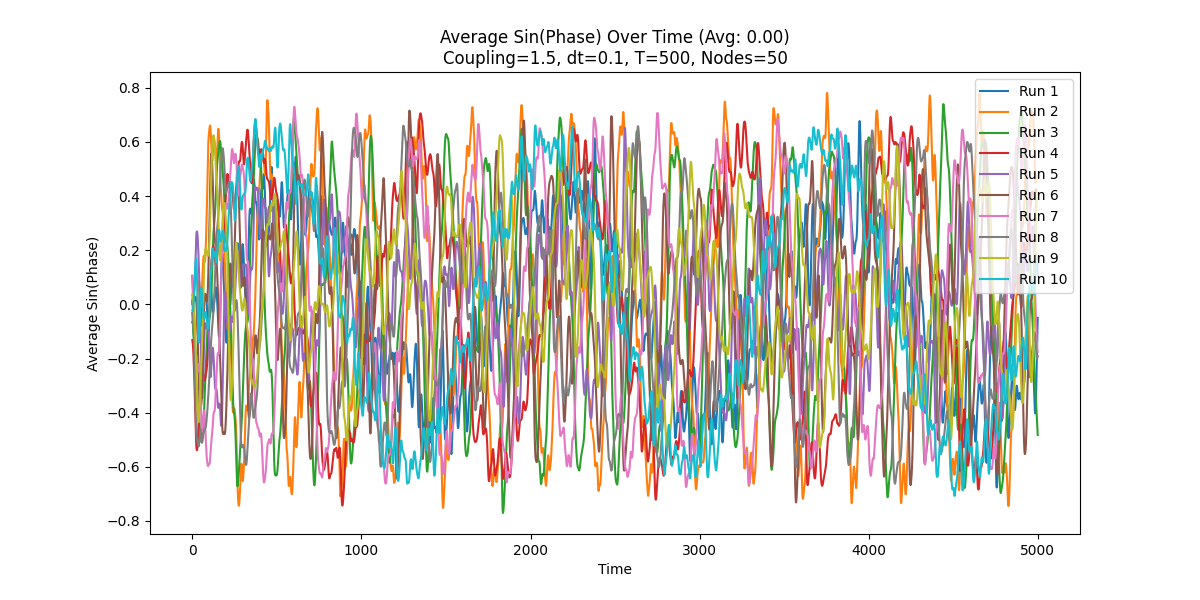 Average Sin(Phase) Over Time (Avg: 0.00)
Coupling=1.5, dt=0.1, T=500, Nodes=50
Average Sin(Phase)
0.8
0.6
0.4
0.2
0.0
−0.2
−0.4
−0.6
−0.8
Run 1
Run 2
Run 3
Run 4
Run 5
Run 6
Run 7
Run 8
Run 9
Run 10
0 1000 2000 3000 4000 5000
Time